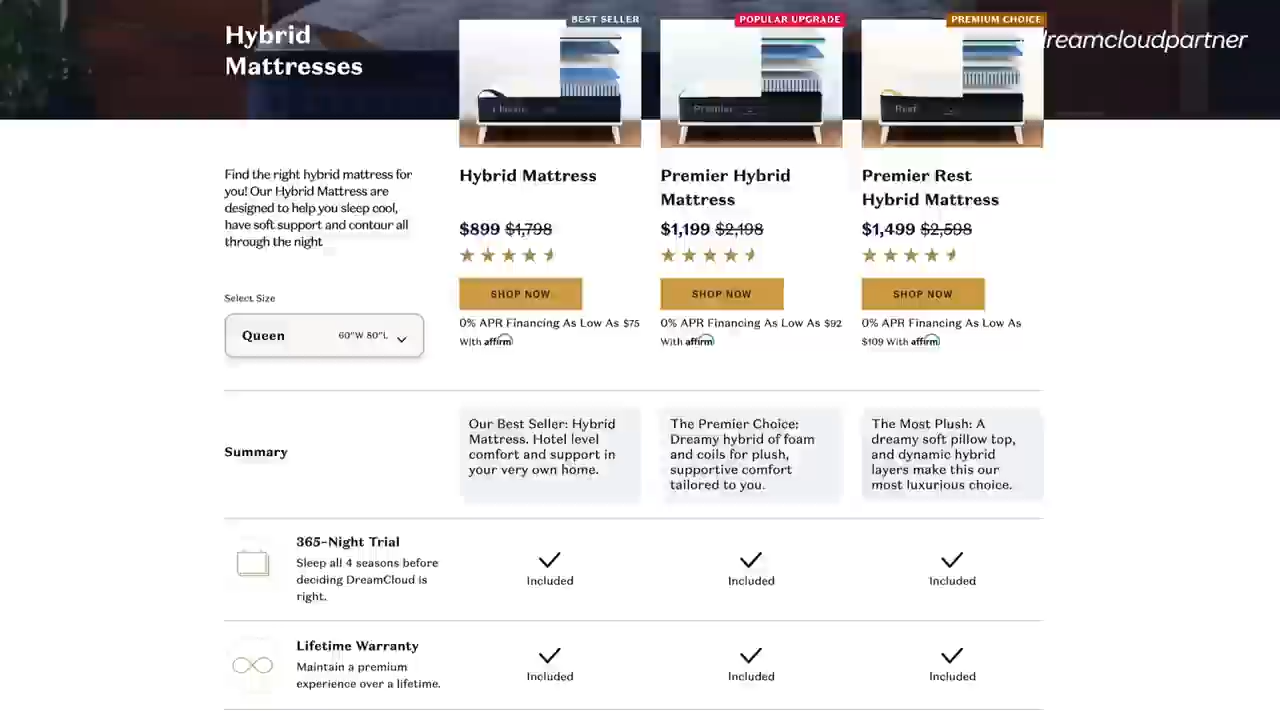 Hybrid
Mattresses
BEST SELLER
POPULAR UPGRADE
PREMIUM CHOICE
dreamcloudpartner
Premier
Rest
Find the right hybrid mattress for
you! Our Hybrid Mattress are
designed to help you sleep cool,
have soft support and contour all
through the night
Select Size
Queen 60"W 80"L
Hybrid Mattress
$899 $1,798
SHOP NOW
0% APR Financing As Low As $75
With affirm
Premier Hybrid
Mattress
$1,199 $2,198
SHOP NOW
0% APR Financing As Low As $92
With affirm
Premier Rest
Hybrid Mattress
$1,499 $2,598
SHOP NOW
0% APR Financing As Low As
$109 With affirm
Summary
Our Best Seller: Hybrid
Mattress. Hotel level
comfort and support in
your very own home.
The Premier Choice:
Dreamy hybrid of foam
and coils for plush,
supportive comfort
tailored to you.
The Most Plush: A
dreamy soft pillow top,
and dynamic hybrid
layers make this our
most luxurious choice.
365-Night Trial
Sleep all 4 seasons before
deciding DreamCloud is
right.
Included
Included
Included
Lifetime Warranty
Maintain a premium
experience over a lifetime.
Included
Included
Included